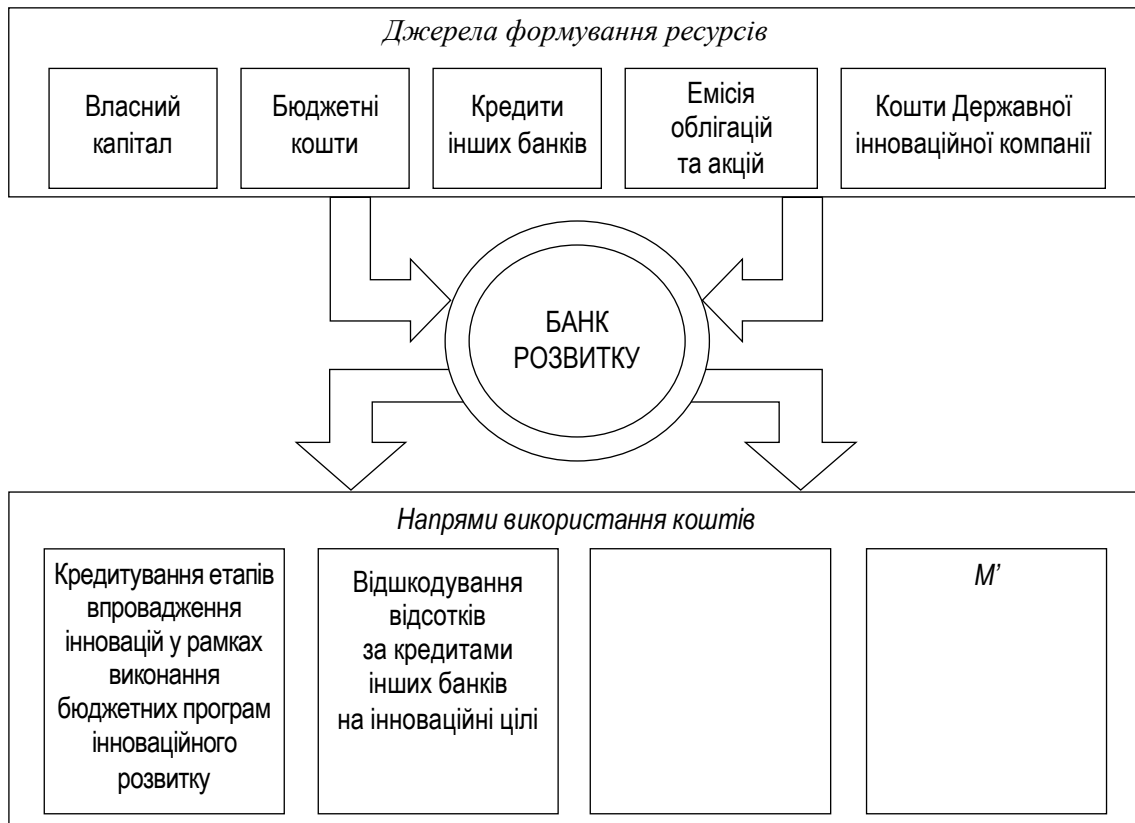 Джерела формування ресурсів
Власний
капітал
Бюджетні
кошти
Кредити
інших банків
Емісія
облігацій
та акцій
Кошти Державної
інноваційної компанії
БАНК
РОЗВИТКУ
Напрями використання коштів
Кредитування етапів
впровадження
інновацій у рамках
виконання
бюджетних програм
інноваційного
розвитку
Відшкодування
відсотків
за кредитами
інших банків
на інноваційні цілі
М’